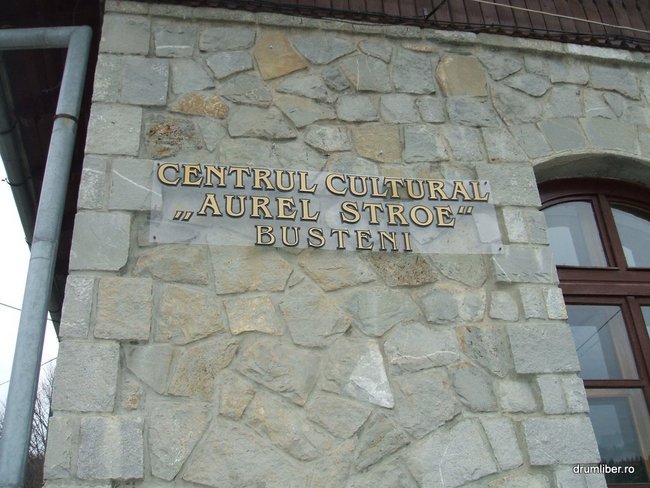 CENTRUL CULTURAL
„AUREL STROE"
BUSTENI
drumliber.ro